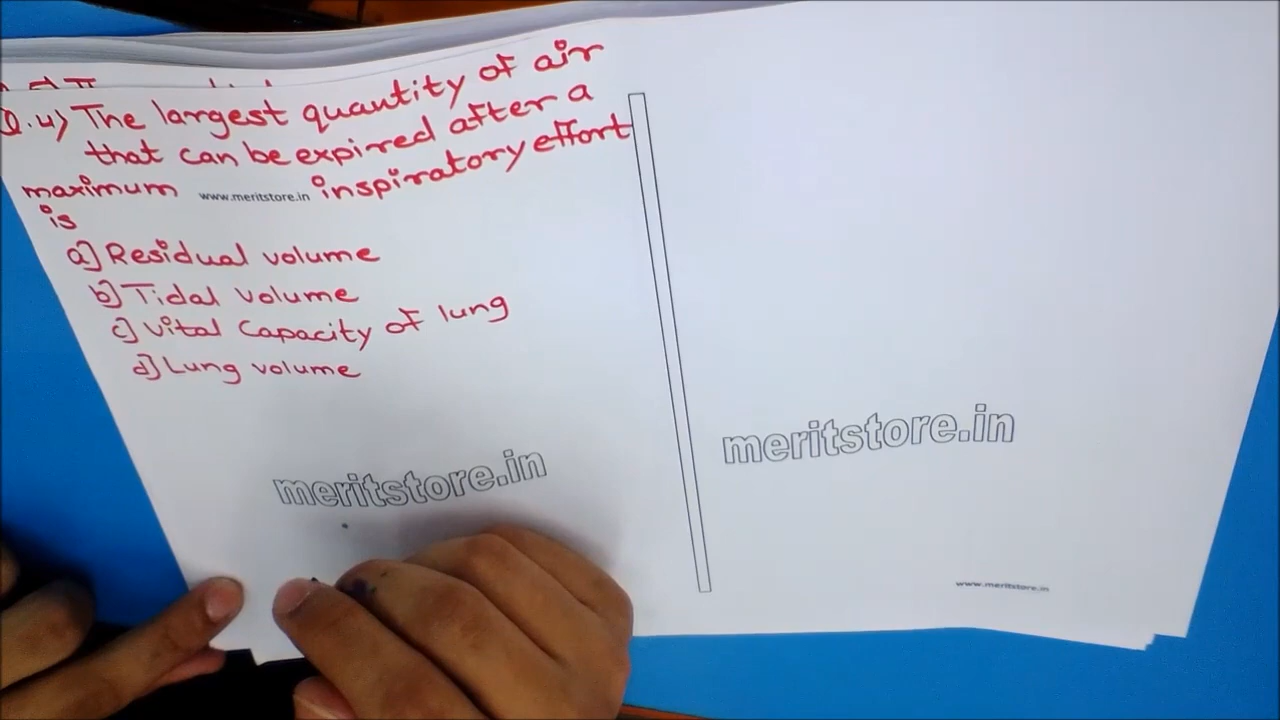 Q.4) The largest quantity of air
that can be expired after a
maximum www.meritstore.in inspiratory effort
is
a] Residual volume
b] Tidal volume
c] Vital Capacity of lung
d] Lung volume
meritstore.in
meritstore.in
www.meritstore.in